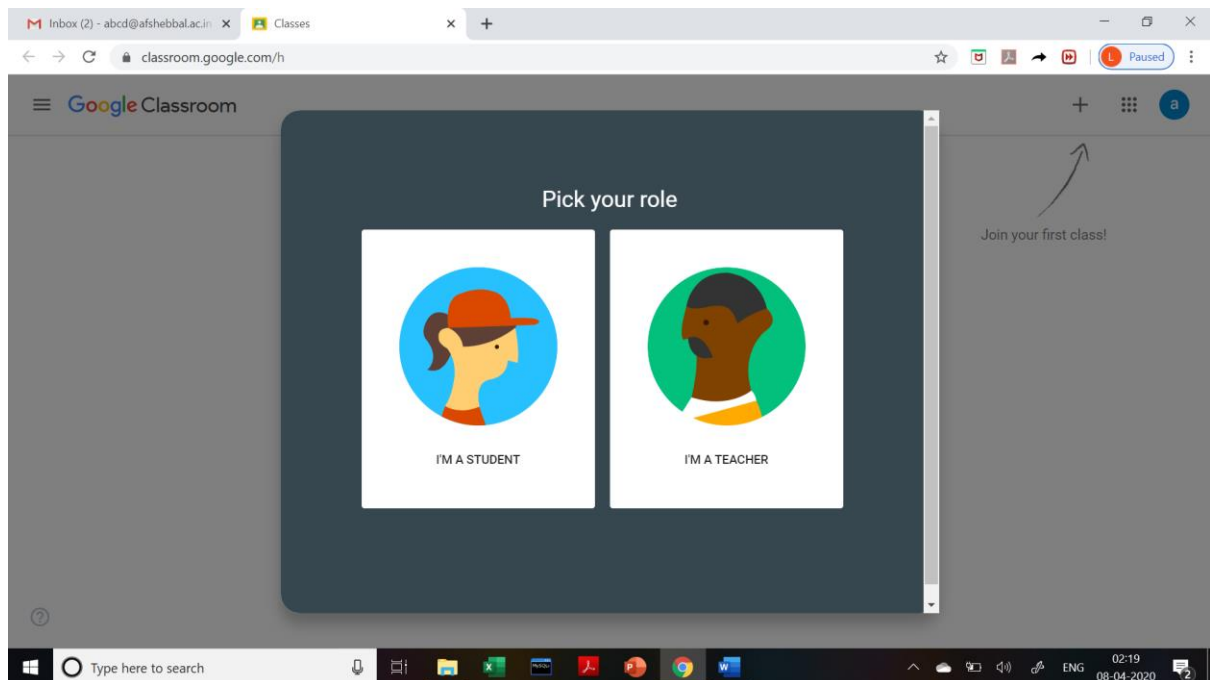 Inbox (2) - abcd@afshebbal.ac.in
Classes
classroom.google.com/h
L Paused
Google Classroom
a
Pick your role
Join your first class!
I'M A STUDENT
I'M A TEACHER
Type here to search
ENG
02:19
08-04-2020
2